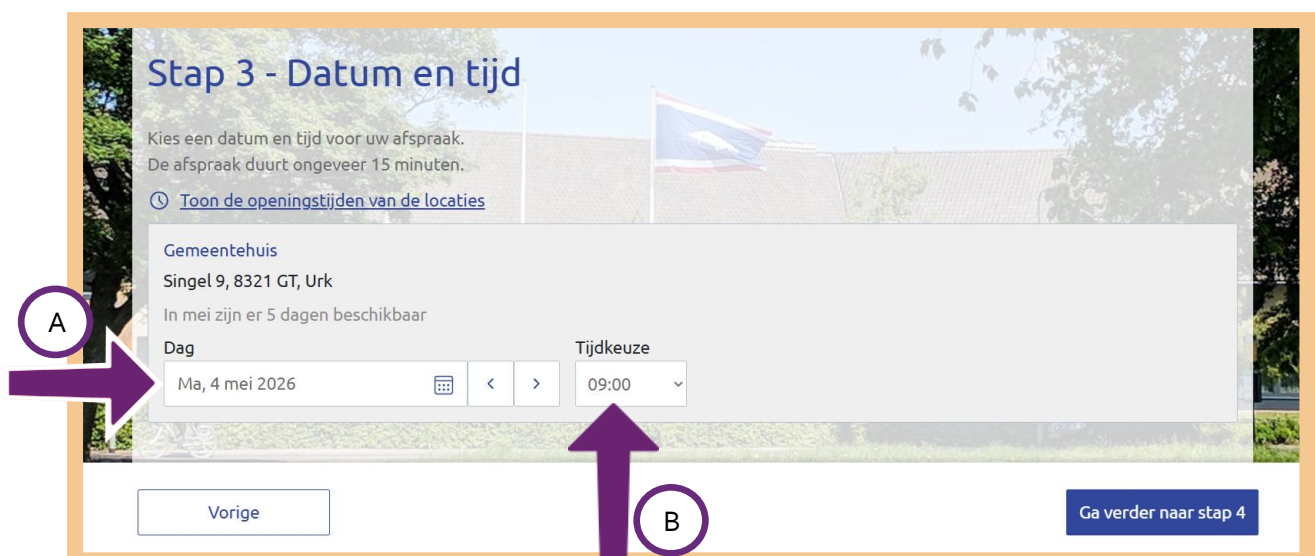 Stap 3 - Datum en tijd
Kies een datum en tijd voor uw afspraak.
De afspraak duurt ongeveer 15 minuten.
Toon de openingstijden van de locaties
Gemeentehuis
Singel 9, 8321 GT, Urk
In mei zijn er 5 dagen beschikbaar
A
Dag
Tijdkeuze
Ma, 4 mei 2026
09:00
Vorige
B
Ga verder naar stap 4